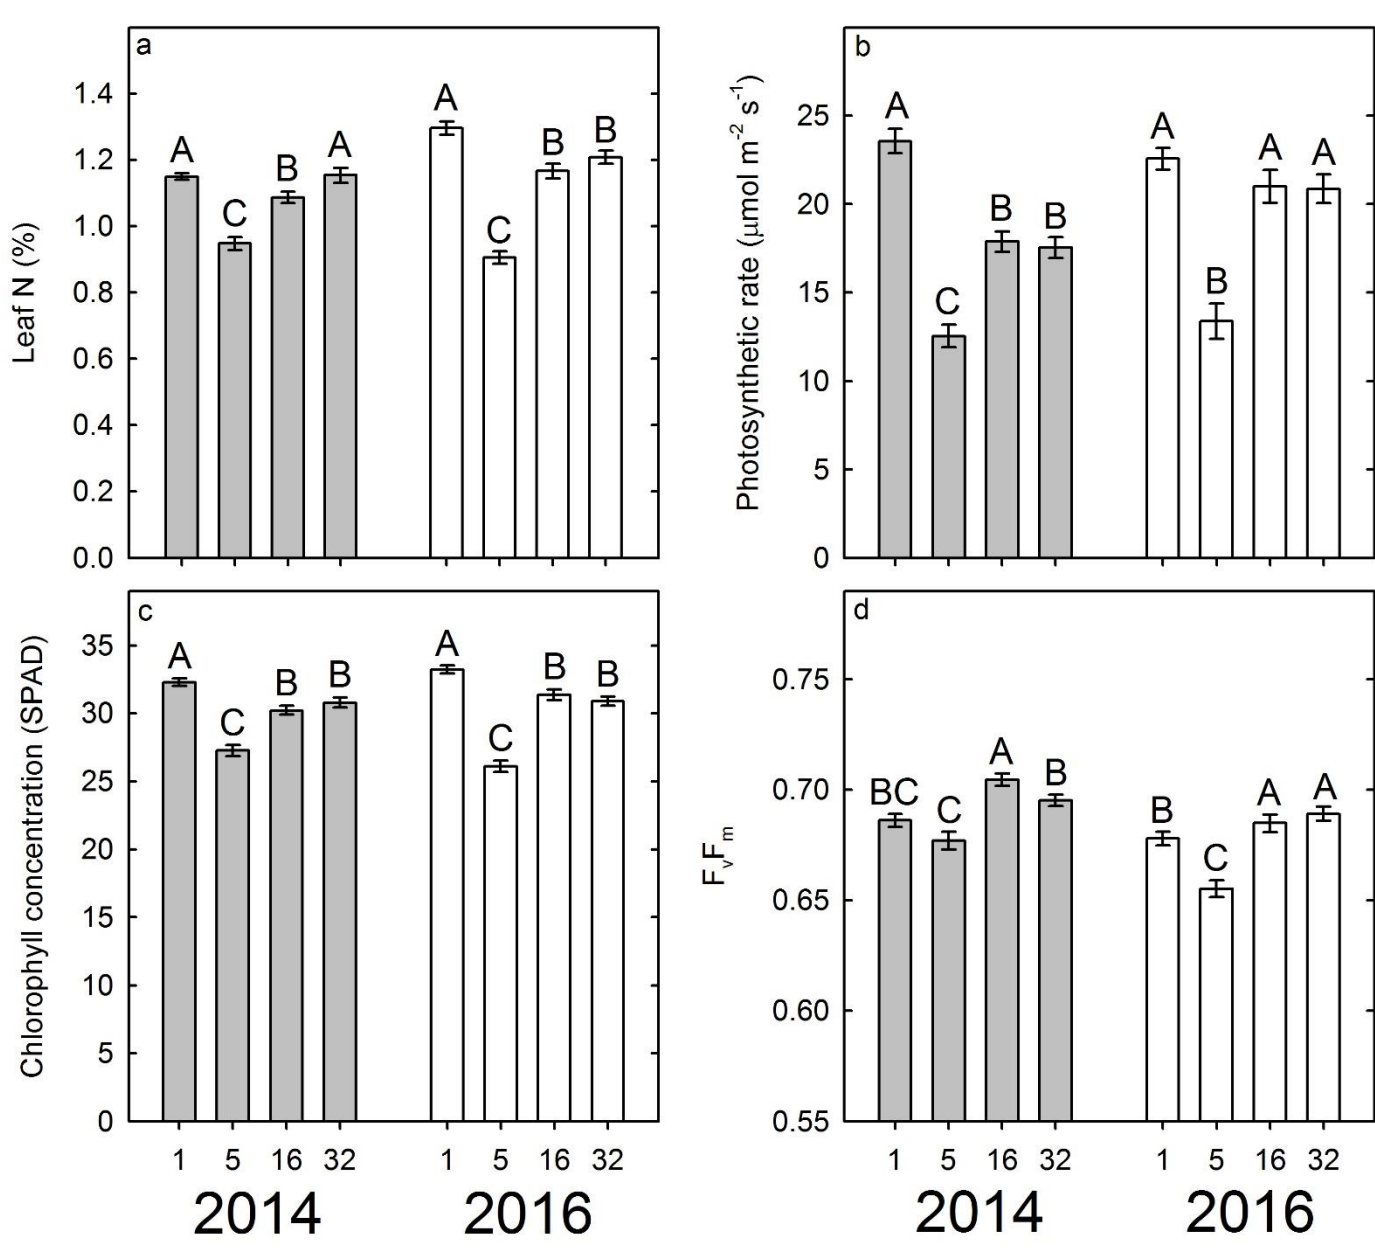 a
Leaf N (%)
1.4
1.2
1.0
0.8
0.6
0.4
0.2
0.0
A C B A A C B B
b
Photosynthetic rate (μmol m⁻² s⁻¹)
25
20
15
10
5
0
A C B B A B A A
c
Chlorophyll concentration (SPAD)
35
30
25
20
15
10
5
0
A C B B A C B B
1 5 16 32 1 5 16 32
2014 2016
d
FᵥFₘ
0.75
0.70
0.65
0.60
0.55
BC C A B B C A A
1 5 16 32 1 5 16 32
2014 2016